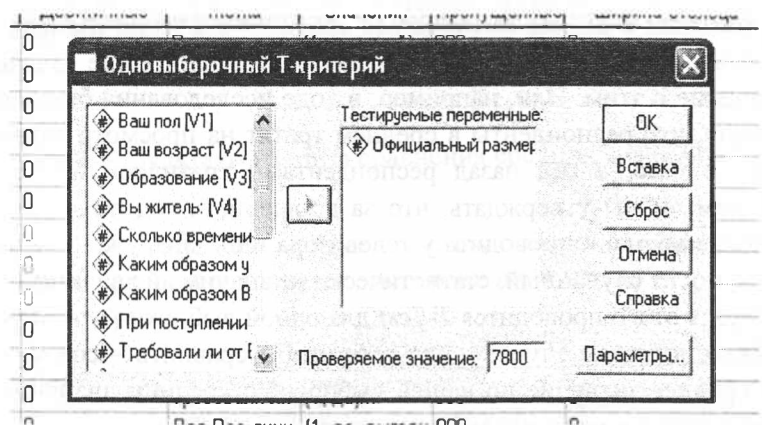 Одновыборочный Т-критерий
Ваш пол [V1]
Ваш возраст [V2]
Образование [V3]
Вы житель: [V4]
Сколько времени
Каким образом у
Каким образом В
При поступлении
Требовали ли от
Тестируемые переменные:
Официальный размер
Проверяемое значение: 7800
OK
Вставка
Сброс
Отмена
Справка
Параметры...